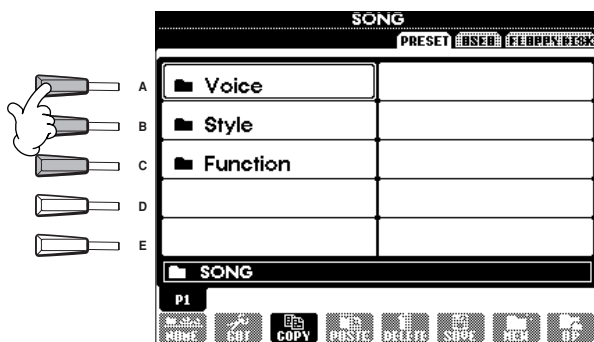 SONG
PRESET USER FLOPPY DISK
A Voice
B Style
C Function
D
E
SONG
P1
NAME CUT COPY PASTE DELETE SAVE NEW UP